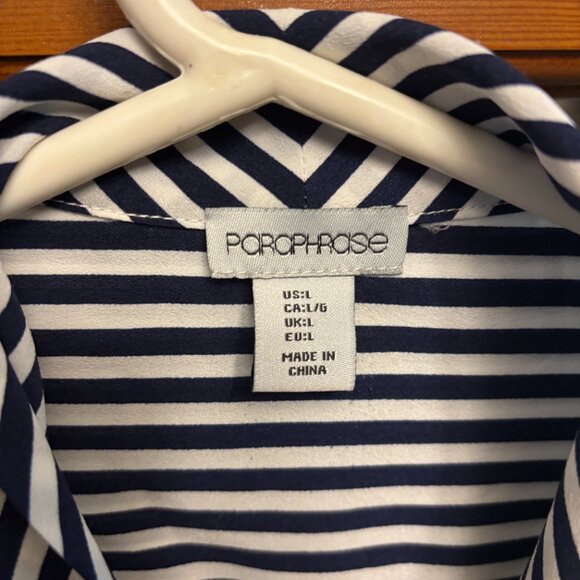 PARAPHRASE
US:L
CA:L/G
UK:L
EU:L
MADE IN
CHINA